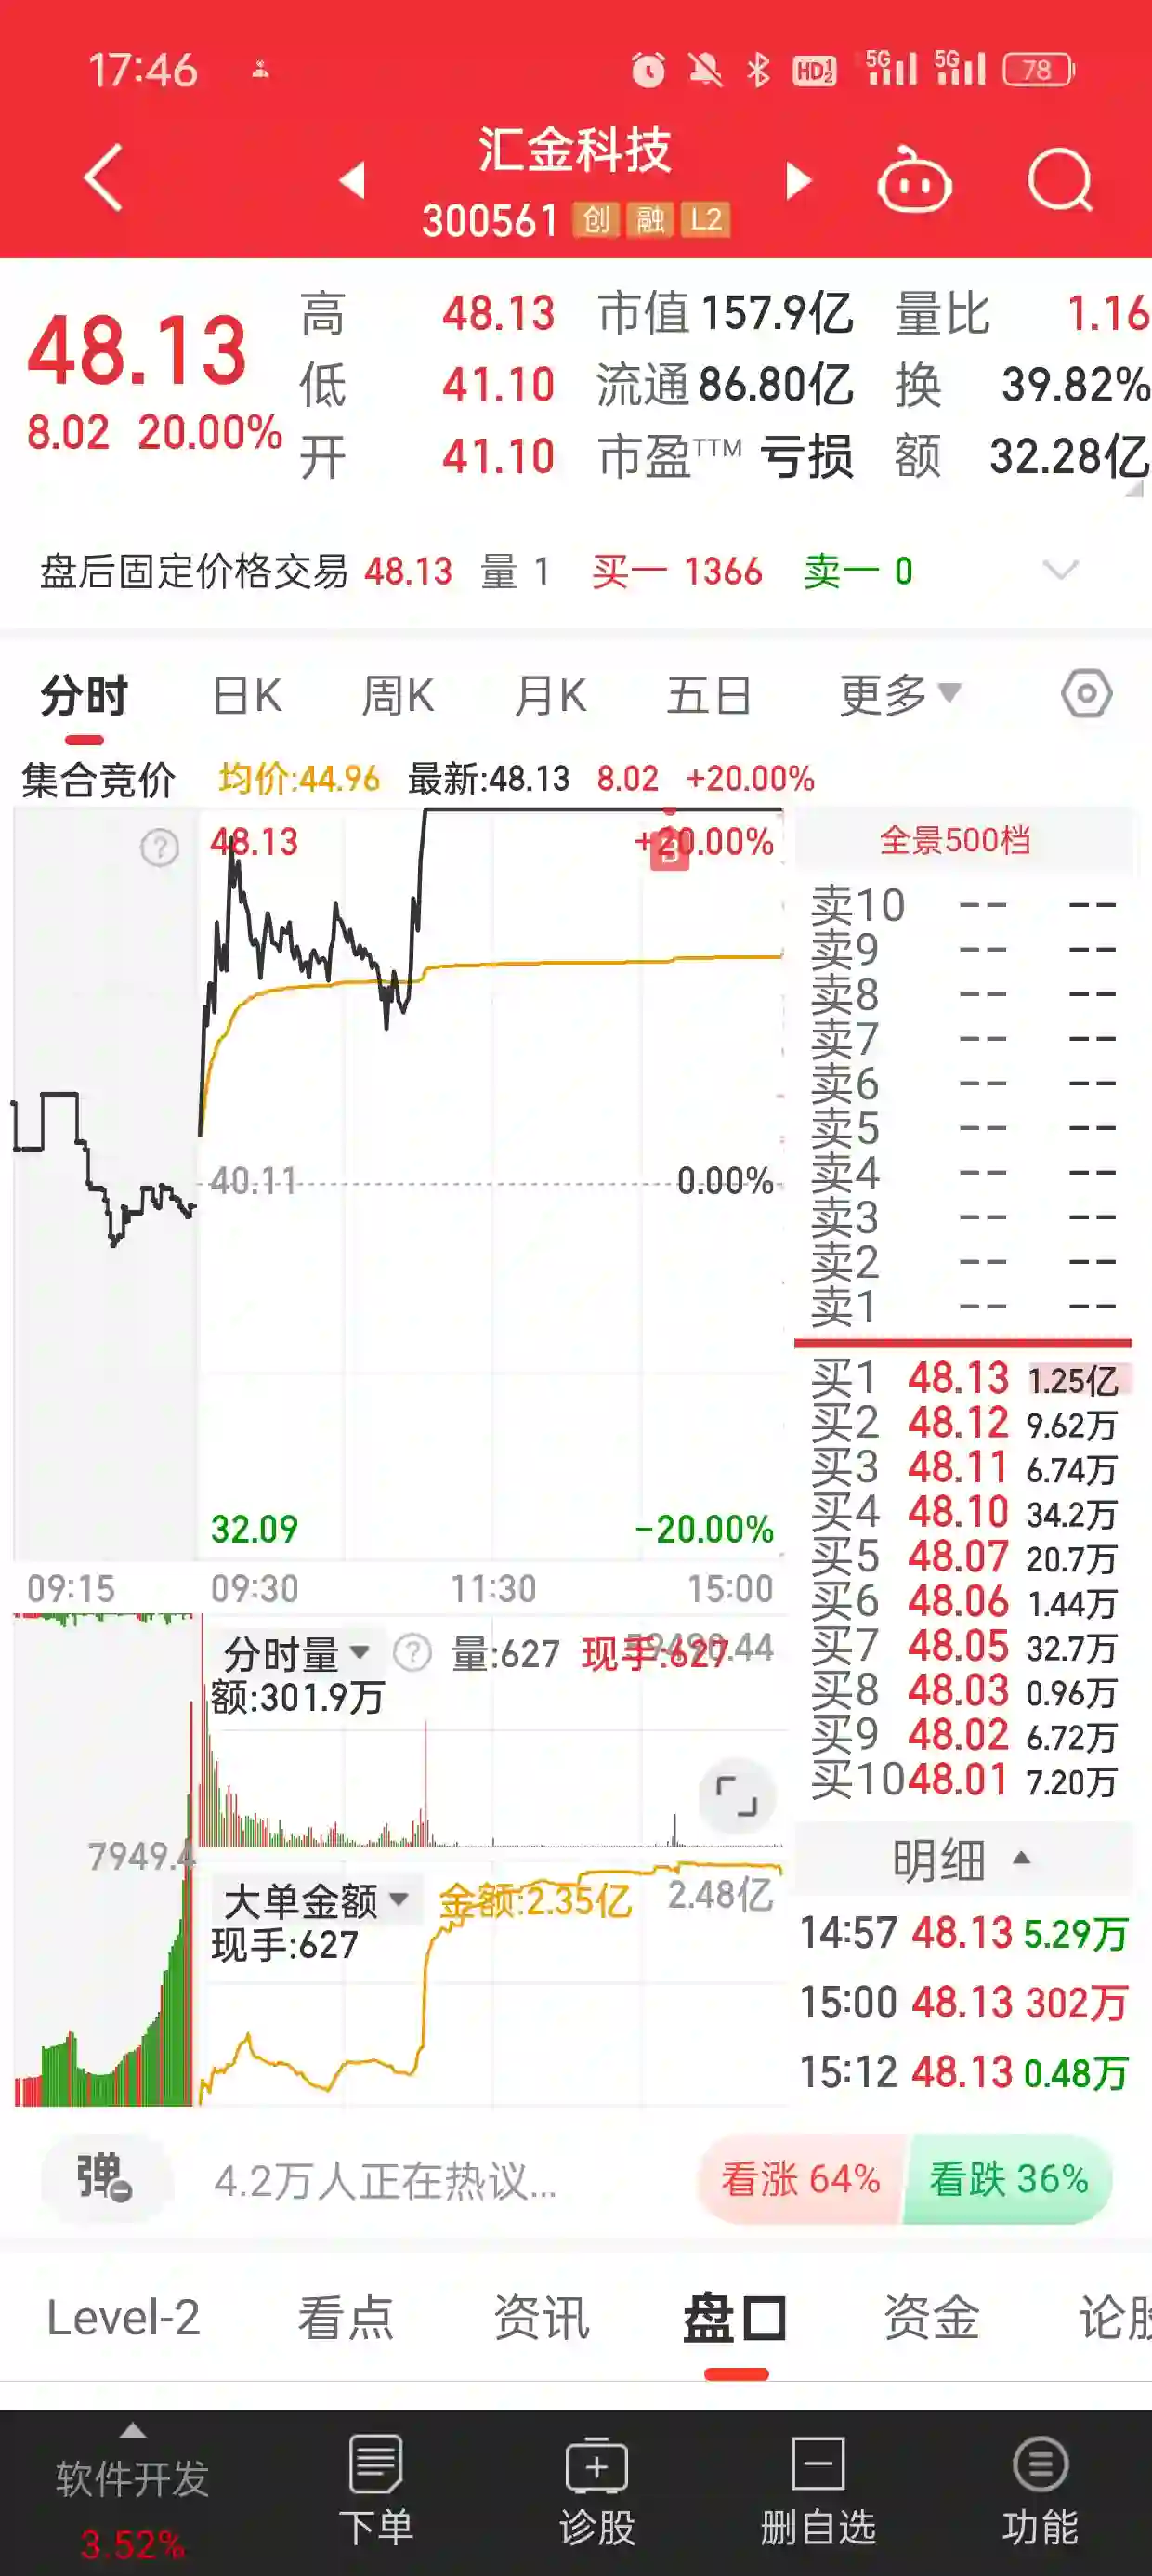 17:46 HD 1 2 5G 5G 78
汇金科技
300561 创 融 L2
48.13 高 48.13 市值 157.9亿 量比 1.16
8.02 20.00% 低 41.10 流通 86.80亿 换 39.82%
开 41.10 市盈TTM 亏损 额 32.28亿
盘后固定价格交易 48.13 量 1 买一 1366 卖一 0
分时 日K 周K 月K 五日 更多
集合竞价 均价:44.96 最新:48.13 8.02 +20.00%
? 48.13 +20.00%
B
40.11 0.00%
32.09 -20.00%
09:15 09:30 11:30 15:00
全景500档
卖10 -- --
卖9 -- --
卖8 -- --
卖7 -- --
卖6 -- --
卖5 -- --
卖4 -- --
卖3 -- --
卖2 -- --
卖1 -- --
买1 48.13 1.25亿
买2 48.12 9.62万
买3 48.11 6.74万
买4 48.10 34.2万
买5 48.07 20.7万
买6 48.06 1.44万
买7 48.05 32.7万
买8 48.03 0.96万
买9 48.02 6.72万
买10 48.01 7.20万
分时量 ? 量:627 现手:627
额:301.9万
7949.4
大单金额 金额:2.35亿 2.48亿
现手:627
明细
14:57 48.13 5.29万
15:00 48.13 302万
15:12 48.13 0.48万
弹 4.2万人正在热议... 看涨 64% 看跌 36%
Level-2 看点 资讯 盘口 资金 论股
软件开发
3.52%
下单 诊股 删自选 功能